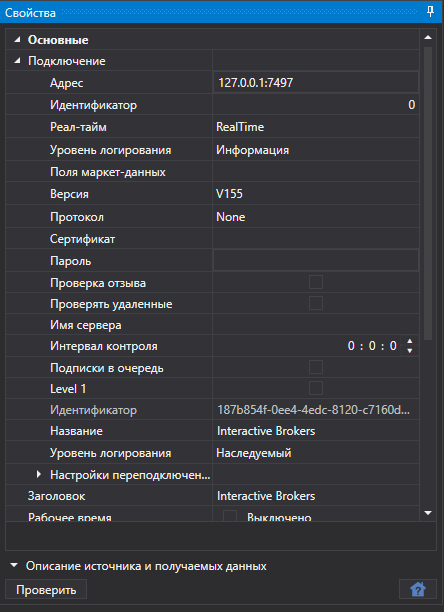 Свойства
Основные
Подключение
Адрес 127.0.0.1:7497
Идентификатор 0
Реал-тайм RealTime
Уровень логирования Информация
Поля маркет-данных
Версия V155
Протокол None
Сертификат
Пароль
Проверка отзыва
Проверять удаленные
Имя сервера
Интервал контроля 0 : 0 : 0
Подписки в очередь
Level 1
Идентификатор 187b854f-0ee4-4edc-8120-c7160d...
Название Interactive Brokers
Уровень логирования Наследуемый
Настройки переподключен...
Заголовок Interactive Brokers
Рабочее время Выключено
Описание источника и получаемых данных
Проверить